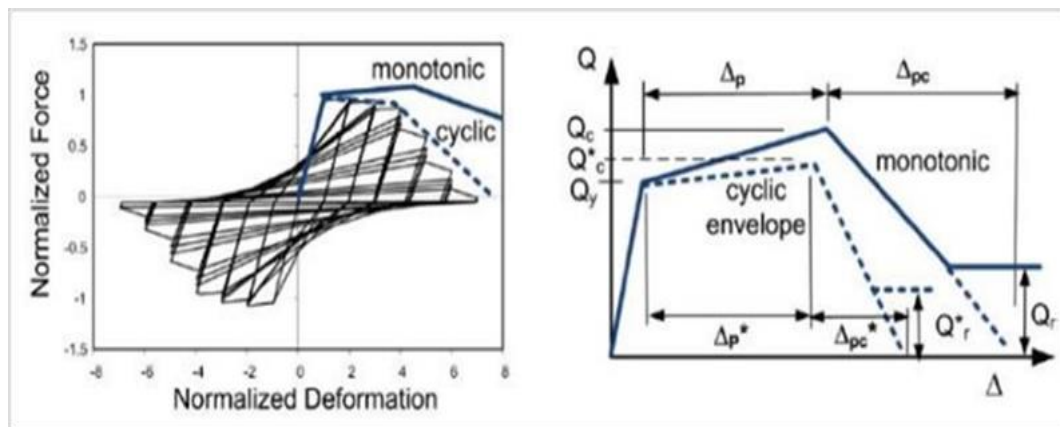 1.5
1
0.5
0
-0.5
-1
-1.5
-8
-6
-4
-2
0
2
4
6
8
Normalized Force
Normalized Deformation
monotonic
cyclic
Q
Δp
Δpc
Qc
Q*c
Qy
monotonic
cyclic
envelope
Δp*
Δpc*
Q*r
Qr
Δ